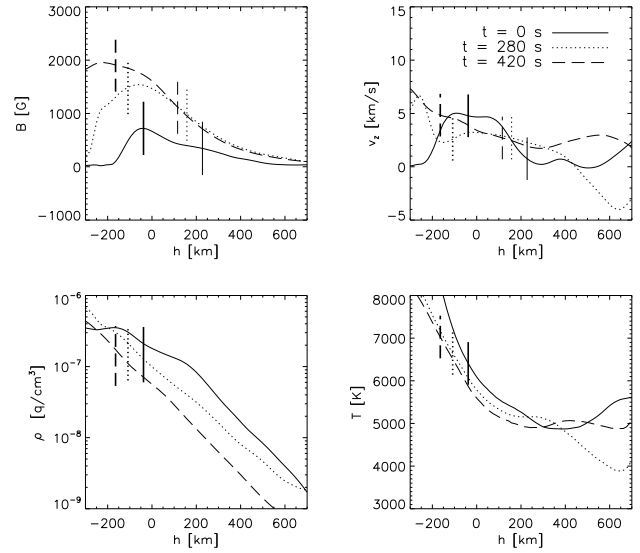 3000
2000
1000
0
−1000
B [G]
−200 0 200 400 600
h [km]
15
10
5
0
−5
v_z [km/s]
t = 0 s
t = 280 s
t = 420 s
−200 0 200 400 600
h [km]
10^-6
10^-7
10^-8
10^-9
ρ [g/cm³]
−200 0 200 400 600
h [km]
8000
7000
6000
5000
4000
3000
T [K]
−200 0 200 400 600
h [km]